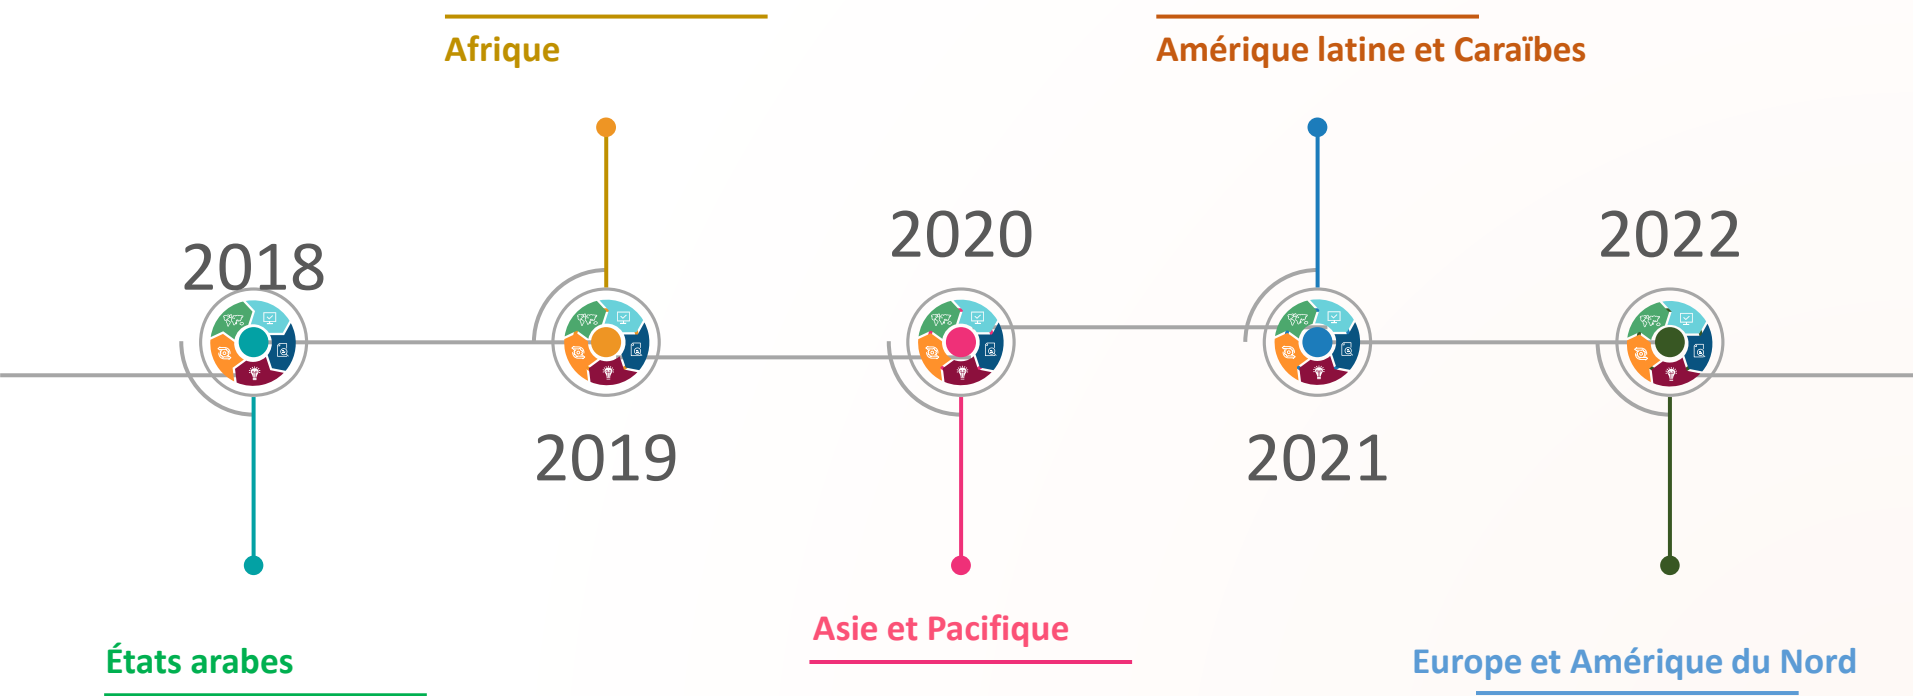 Afrique
Amérique latine et Caraïbes
2018
2020
2022
2019
2021
Asie et Pacifique
États arabes
Europe et Amérique du Nord